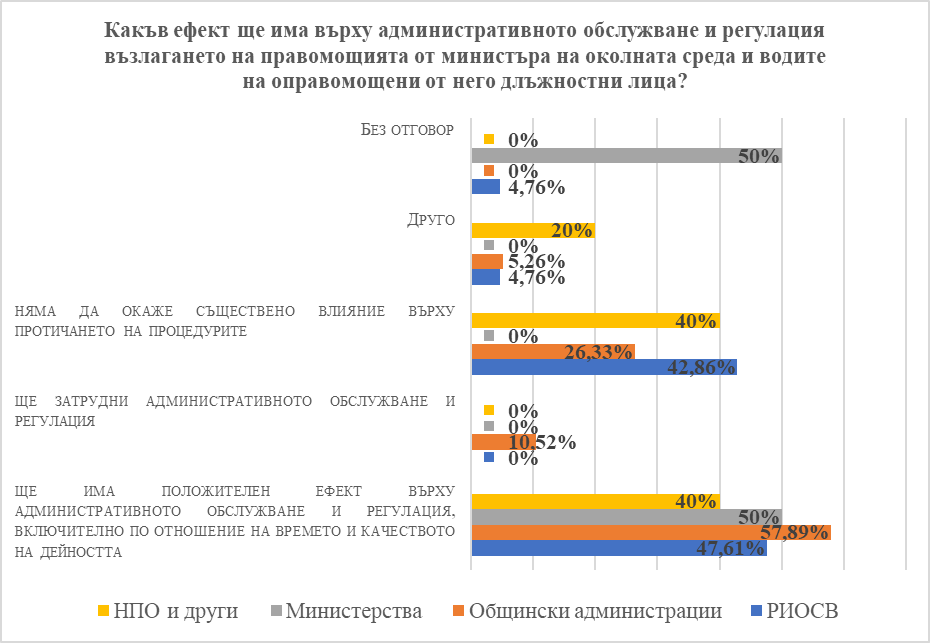 Какъв ефект ще има върху административното обслужване и регулация
възлагането на правомощията от министъра на околната среда и водите
на оправомощени от него длъжностни лица?
БЕЗ ОТГОВОР
0%
50%
0%
4,76%
ДРУГО
20%
0%
5,26%
4,76%
НЯМА ДА ОКАЖЕ СЪЩЕСТВЕНО ВЛИЯНИЕ ВЪРХУ
ПРОТИЧАНЕТО НА ПРОЦЕДУРИТЕ
40%
0%
26,33%
42,86%
ЩЕ ЗАТРУДНИ АДМИНИСТРАТИВНОТО ОБСЛУЖВАНЕ И
РЕГУЛАЦИЯ
0%
0%
10,52%
0%
ЩЕ ИМА ПОЛОЖИТЕЛЕН ЕФЕКТ ВЪРХУ
АДМИНИСТРАТИВНОТО ОБСЛУЖВАНЕ И РЕГУЛАЦИЯ,
ВКЛЮЧИТЕЛНО ПО ОТНОШЕНИЕ НА ВРЕМЕТО И КАЧЕСТВОТО
НА ДЕЙНОСТТА
40%
50%
57,89%
47,61%
НПО и други Министерства Общински администрации РИОСВ